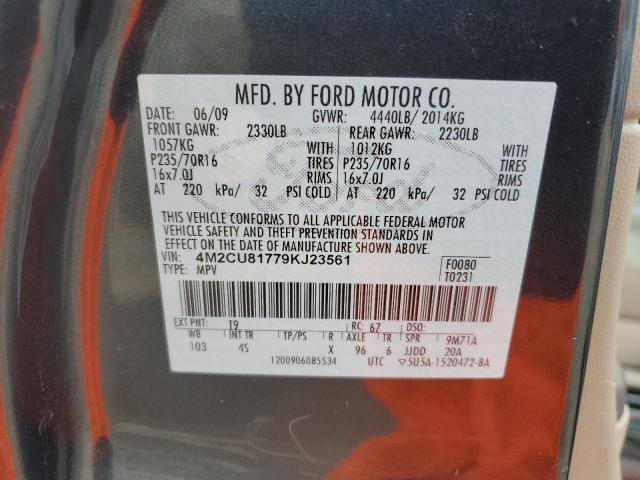 MFD. BY FORD MOTOR CO.
DATE: 06/09 GVWR: 4440LB/ 2014KG
FRONT GAWR: 2330LB REAR GAWR: 2230LB
1057KG WITH 1012KG WITH
P235/70R16 TIRES P235/70R16 TIRES
16x7.0J RIMS 16x7.0J RIMS
AT 220 kPa/ 32 PSI COLD AT 220 kPa/ 32 PSI COLD
THIS VEHICLE CONFORMS TO ALL APPLICABLE FEDERAL MOTOR
VEHICLE SAFETY AND THEFT PREVENTION STANDARDS IN
EFFECT ON THE DATE OF MANUFACTURE SHOWN ABOVE.
VIN: 4M2CU81779KJ23561 F0080
TYPE: MPV T0231
EXT PNT: T9 RC: 67 DSO:
WB INT TR TP/PS R AXLE TR SPR 9M71A
103 4S X 96 6 JJDD 20A
1200906085534 UTC 5U5A-1520472-BA
Ford